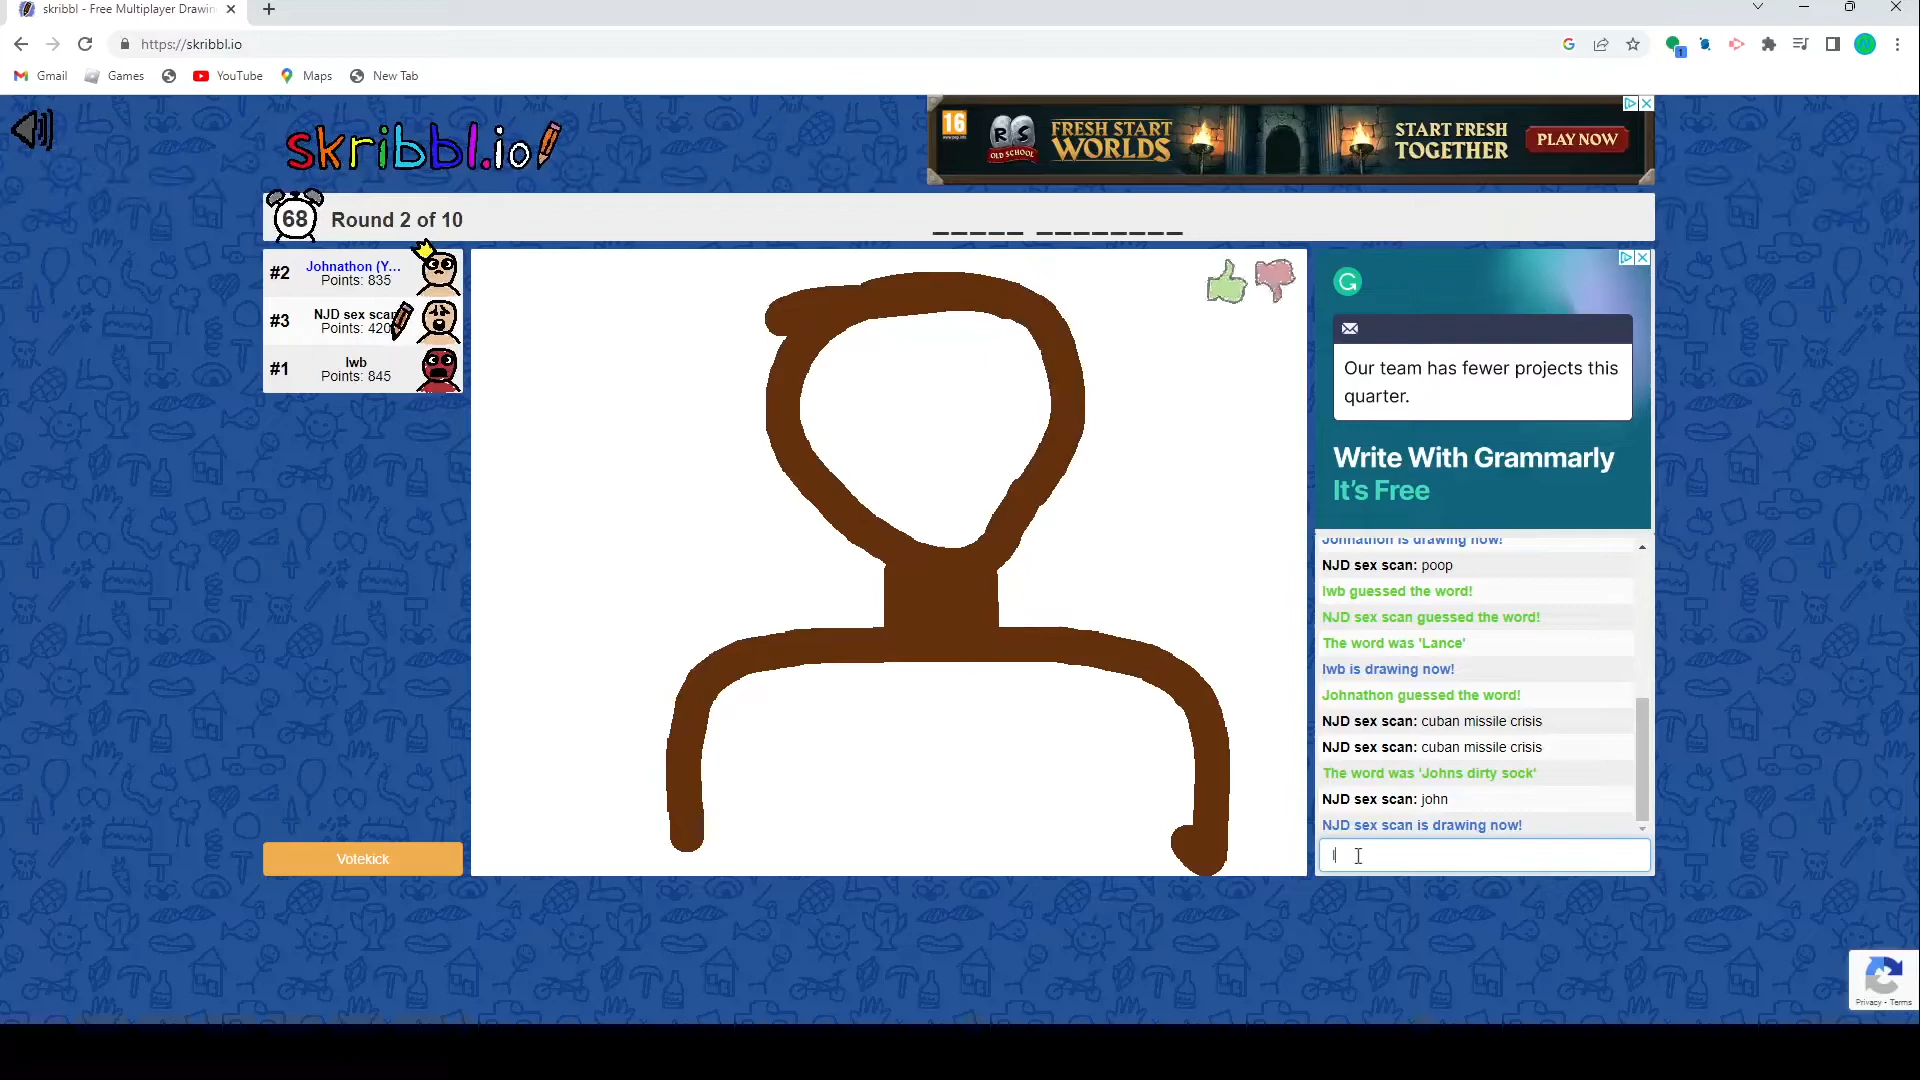 skribbl - Free Multiplayer Drawin
https://skribbl.io
1
Gmail
Games
YouTube
Maps
New Tab
skribbl.io
16
RS
OLD SCHOOL
FRESH START
WORLDS
START FRESH
TOGETHER
PLAY NOW
68
Round 2 of 10
_____ ________
#2
Johnathon (Y...
Points: 835
#3
NJD sex scan
Points: 420
#1
lwb
Points: 845
Votekick
G
Our team has fewer projects this
quarter.
Write With Grammarly
It's Free
Johnathon is drawing now!
NJD sex scan: poop
lwb guessed the word!
NJD sex scan guessed the word!
The word was 'Lance'
lwb is drawing now!
Johnathon guessed the word!
NJD sex scan: cuban missile crisis
NJD sex scan: cuban missile crisis
The word was 'Johns dirty sock'
NJD sex scan: john
NJD sex scan is drawing now!
Privacy - Terms